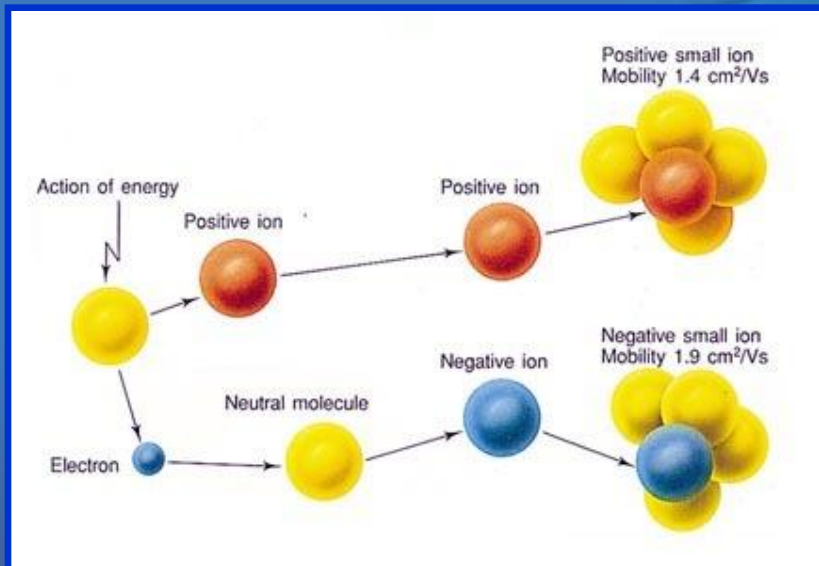 Positive small ion
Mobility 1.4 cm²/Vs
Action of energy
Positive ion
Positive ion
Negative small ion
Mobility 1.9 cm²/Vs
Negative ion
Neutral molecule
Electron